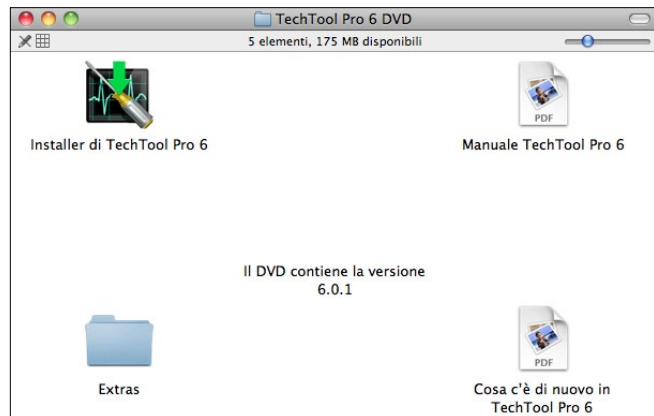 TechTool Pro 6 DVD
5 elementi, 175 MB disponibili
Installer di TechTool Pro 6
PDF
Manuale TechTool Pro 6
Il DVD contiene la versione
6.0.1
Extras
PDF
Cosa c'è di nuovo in
TechTool Pro 6